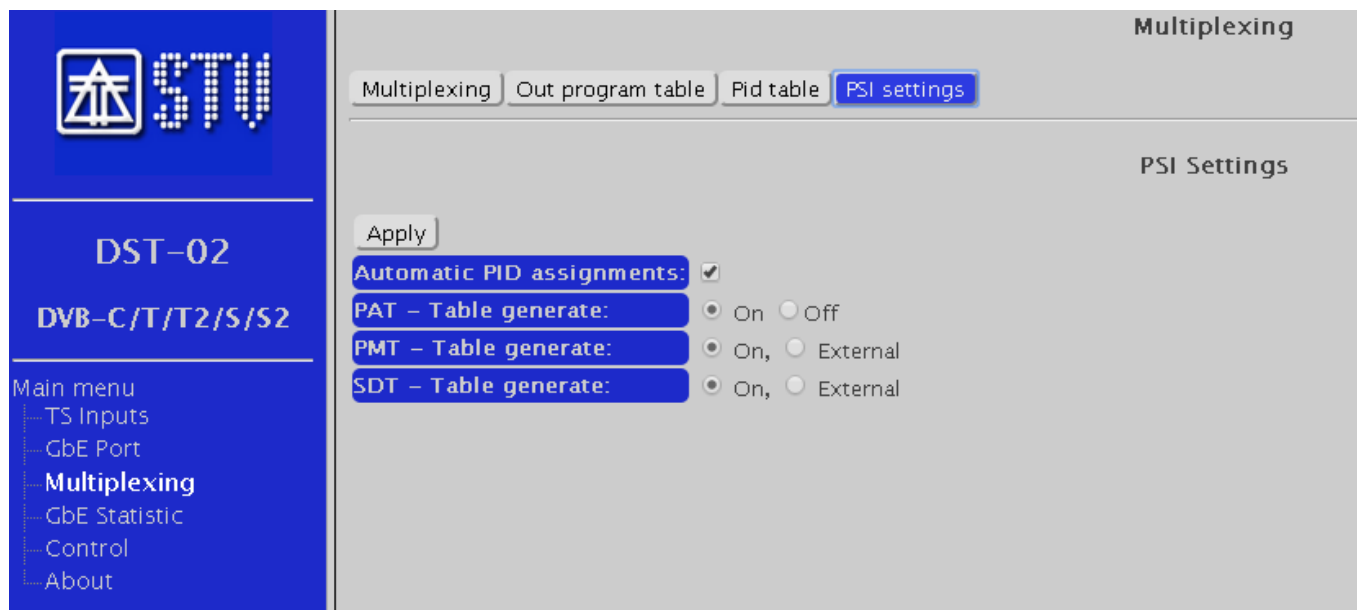 STV
DST-02
DVB-C/T/T2/S/S2
Main menu
TS Inputs
GbE Port
Multiplexing
GbE Statistic
Control
About
Multiplexing
Multiplexing Out program table Pid table PSI settings
PSI Settings
Apply
Automatic PID assignments:
PAT – Table generate: On Off
PMT – Table generate: On, External
SDT – Table generate: On, External